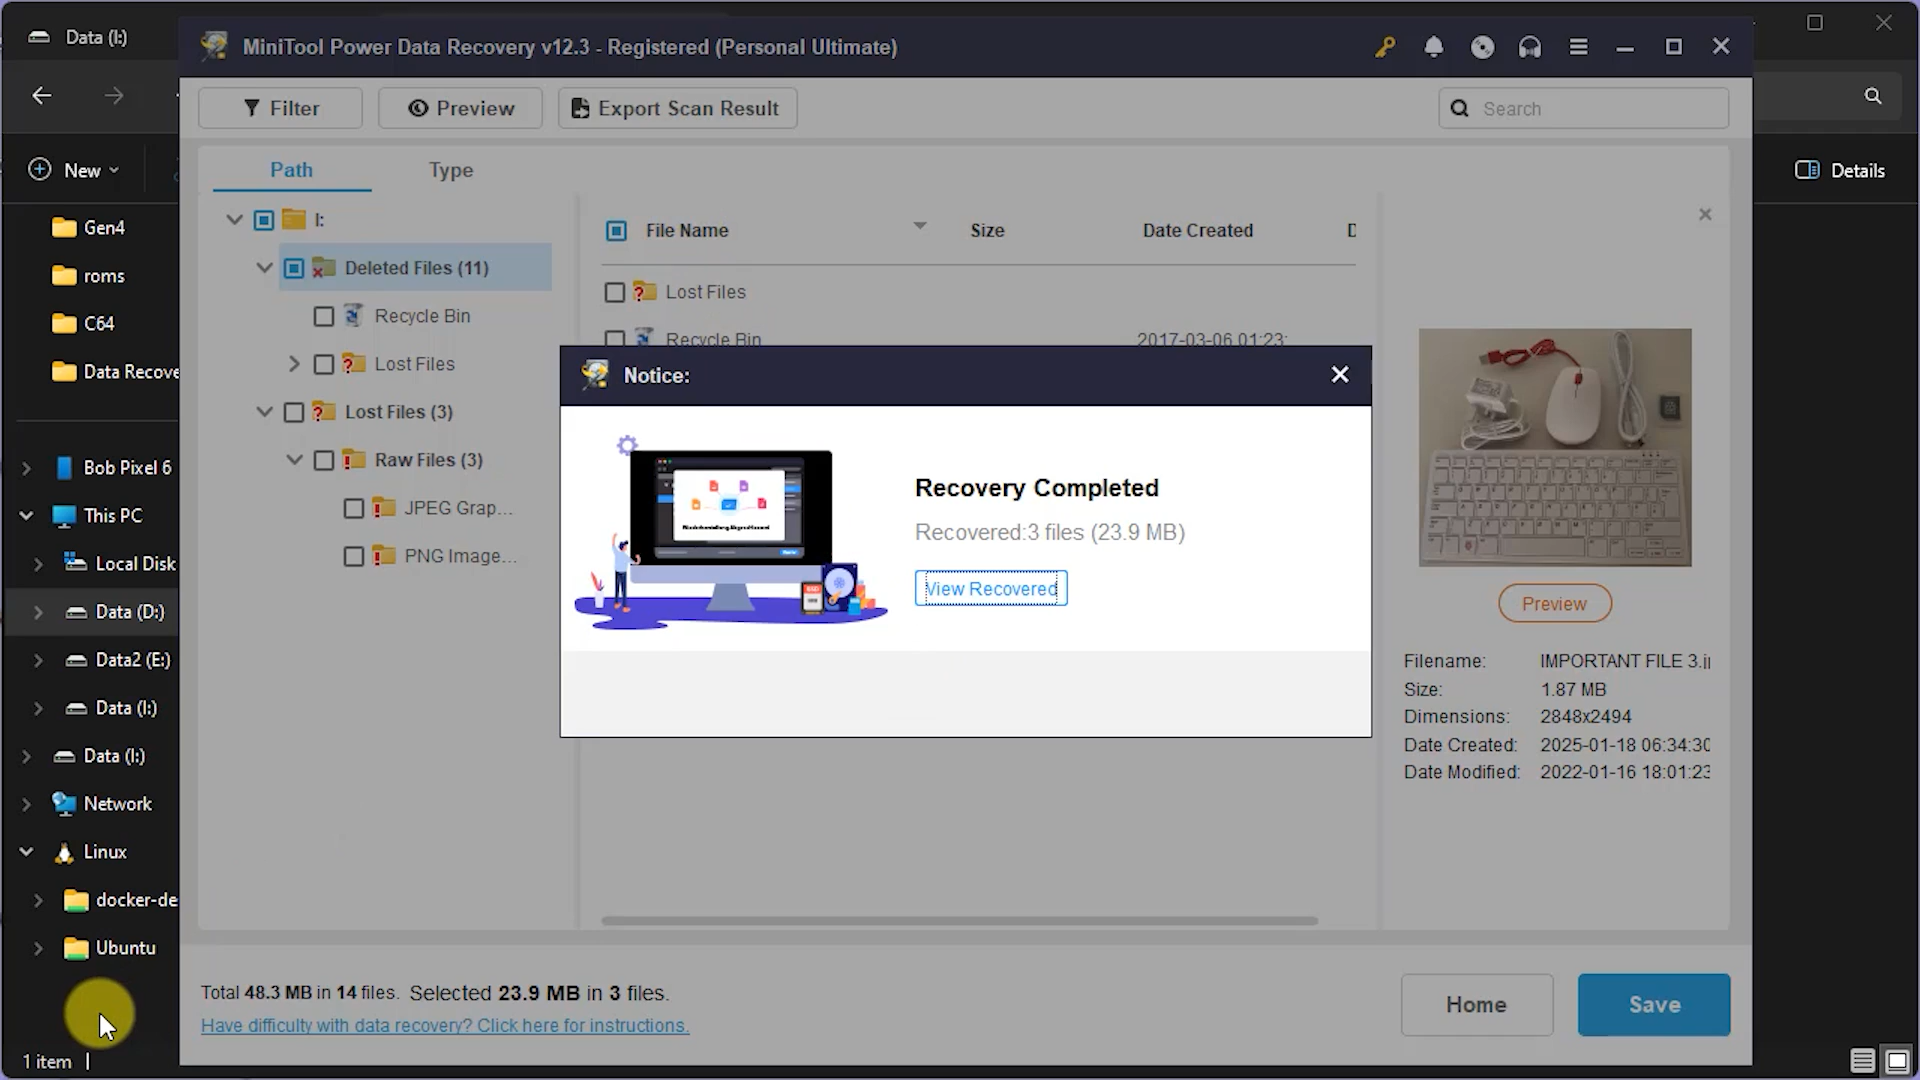 Data (I:)
MiniTool Power Data Recovery v12.3 - Registered (Personal Ultimate)
Filter
Preview
Export Scan Result
Search
New
Details
Path
Type
Gen4
roms
C64
Data Recove
I:
Deleted Files (11)
Recycle Bin
Lost Files
Lost Files (3)
Raw Files (3)
JPEG Grap...
PNG Image...
File Name
Size
Date Created
Lost Files
Recycle Bin
2017-03-06 01:23:
Notice:
Recovery Completed
Recovered:3 files (23.9 MB)
View Recovered
Preview
Filename: IMPORTANT FILE 3.j
Size: 1.87 MB
Dimensions: 2848x2494
Date Created: 2025-01-18 06:34:30
Date Modified: 2022-01-16 18:01:23
Bob Pixel 6
This PC
Local Disk
Data (D:)
Data2 (E:)
Data (I:)
Data (I:)
Network
Linux
docker-de
Ubuntu
1 item
Total 48.3 MB in 14 files. Selected 23.9 MB in 3 files.
Have difficulty with data recovery? Click here for instructions.
Home
Save